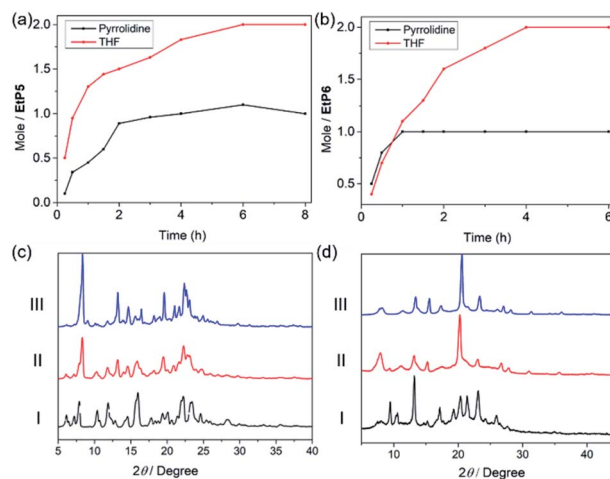 (a)
Pyrrolidine
THF
Mole / EtP5
2.0
1.5
1.0
0.5
0.0
0 2 4 6 8
Time (h)
(b)
Pyrrolidine
THF
Mole / EtP6
2.0
1.5
1.0
0.5
0 1 2 3 4 5 6
Time (h)
(c)
III
II
I
5 10 15 20 25 30 35 40
2θ/ Degree
(d)
III
II
I
10 20 30 40
2θ/ Degree